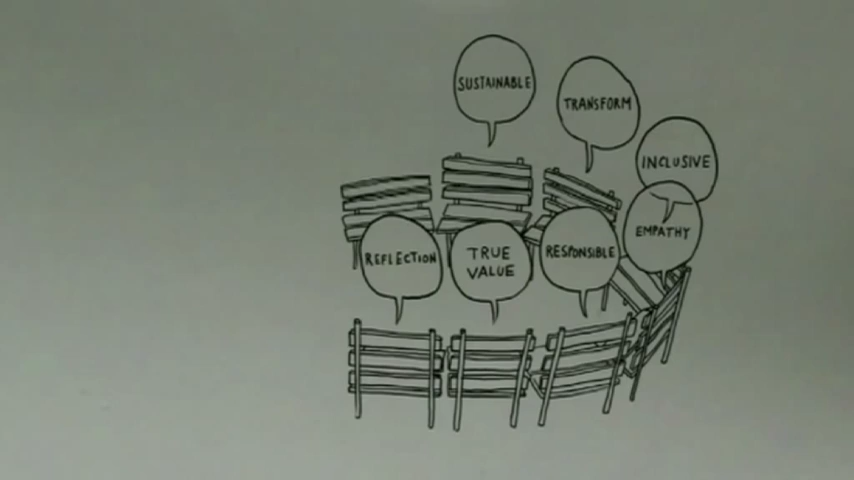 SUSTAINABLE
TRANSFORM
INCLUSIVE
EMPATHY
REFLECTION
TRUE
VALUE
RESPONSIBLE